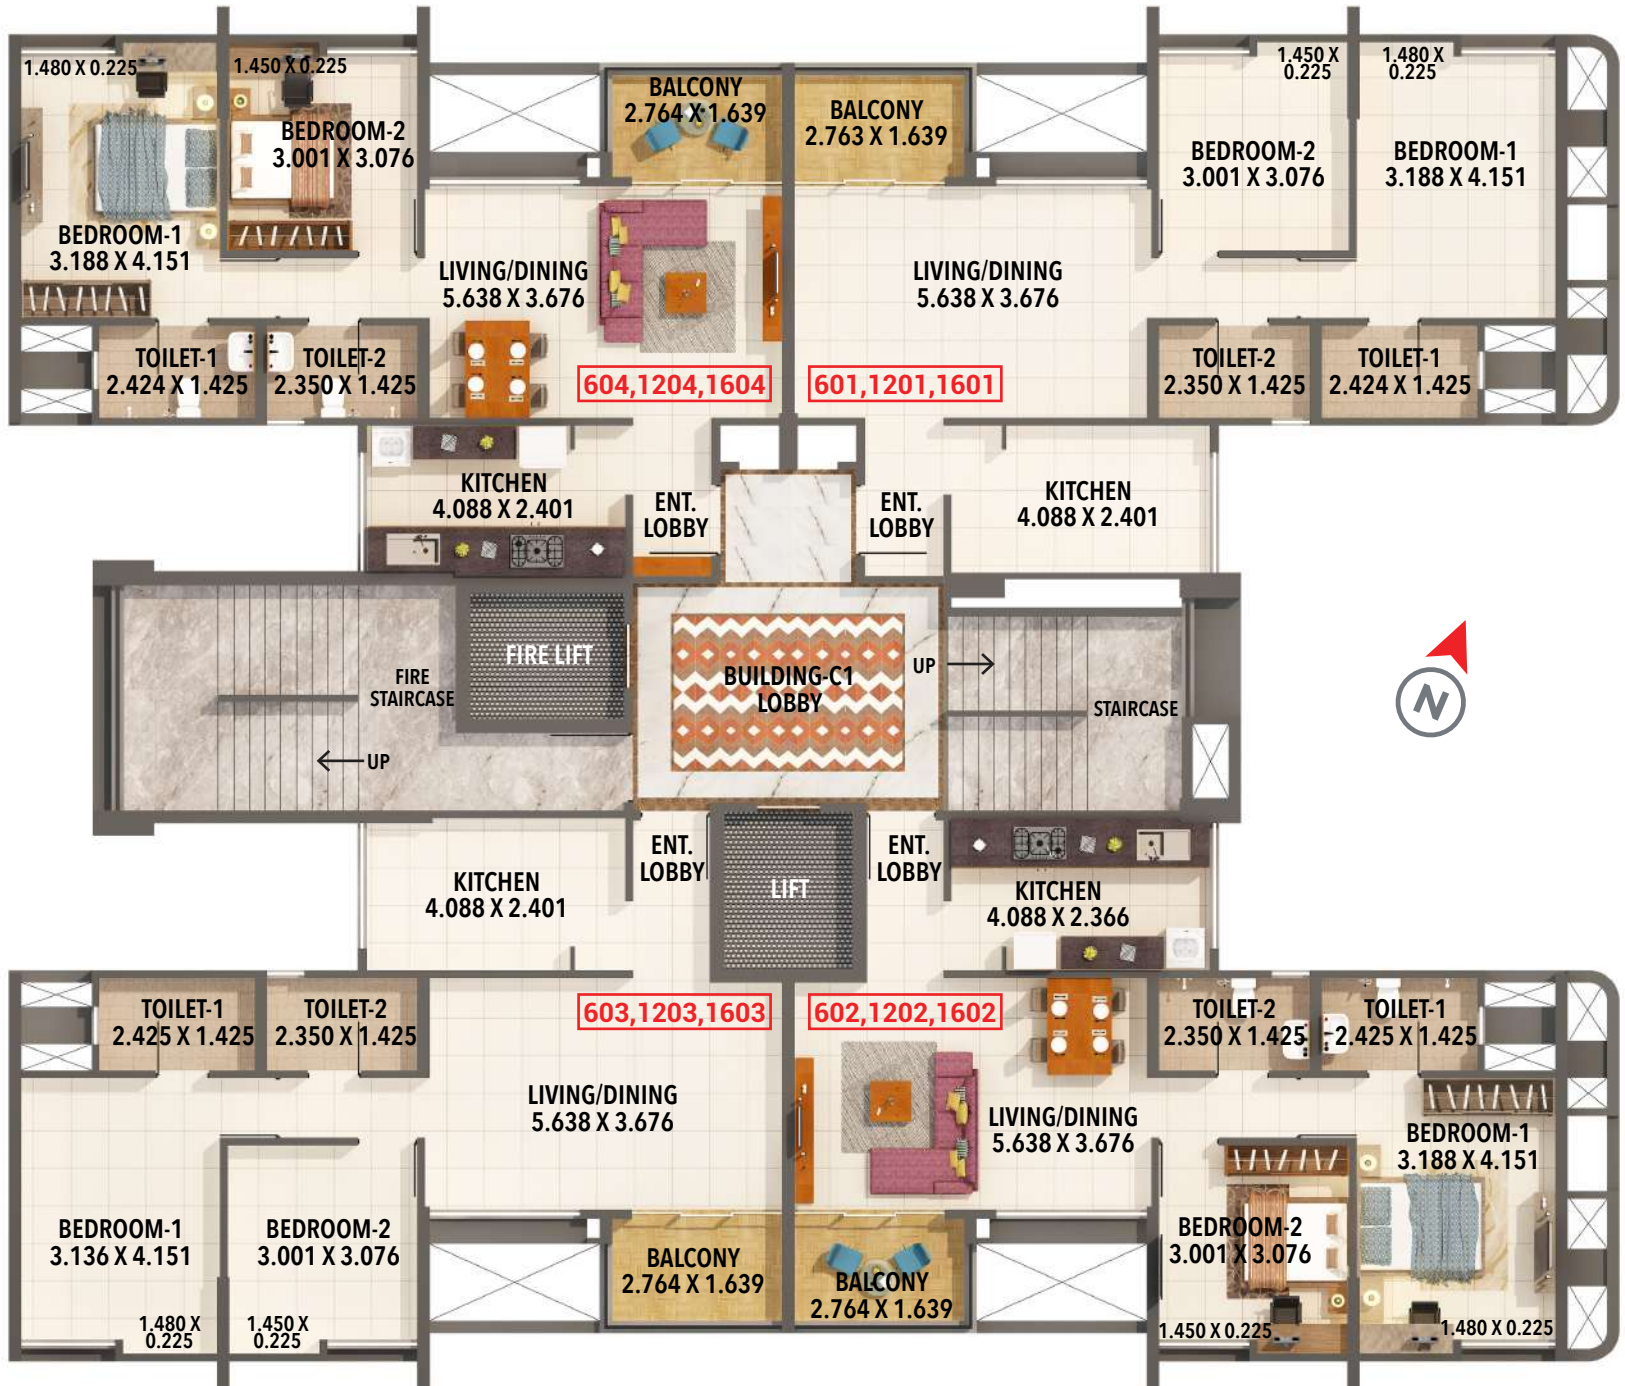 1.480 X 0.225
BEDROOM-1
3.188 X 4.151
1.450 X 0.225
BEDROOM-2
3.001 X 3.076
BALCONY
2.764 X 1.639
LIVING/DINING
5.638 X 3.676
TOILET-1
2.424 X 1.425
TOILET-2
2.350 X 1.425
604,1204,1604
KITCHEN
4.088 X 2.401
ENT.
LOBBY
BALCONY
2.763 X 1.639
LIVING/DINING
5.638 X 3.676
1.450 X
0.225
BEDROOM-2
3.001 X 3.076
1.480 X
0.225
BEDROOM-1
3.188 X 4.151
601,1201,1601
TOILET-2
2.350 X 1.425
TOILET-1
2.424 X 1.425
ENT.
LOBBY
KITCHEN
4.088 X 2.401
FIRE LIFT
FIRE
STAIRCASE
UP
BUILDING-C1
LOBBY
UP
STAIRCASE
N
KITCHEN
4.088 X 2.401
ENT.
LOBBY
LIFT
ENT.
LOBBY
KITCHEN
4.088 X 2.366
TOILET-1
2.425 X 1.425
TOILET-2
2.350 X 1.425
603,1203,1603
LIVING/DINING
5.638 X 3.676
BEDROOM-1
3.136 X 4.151
1.480 X
0.225
BEDROOM-2
3.001 X 3.076
1.450 X
0.225
BALCONY
2.764 X 1.639
602,1202,1602
LIVING/DINING
5.638 X 3.676
TOILET-2
2.350 X 1.425
TOILET-1
2.425 X 1.425
BEDROOM-1
3.188 X 4.151
BEDROOM-2
3.001 X 3.076
BALCONY
2.764 X 1.639
1.450 X 0.225
1.480 X 0.225